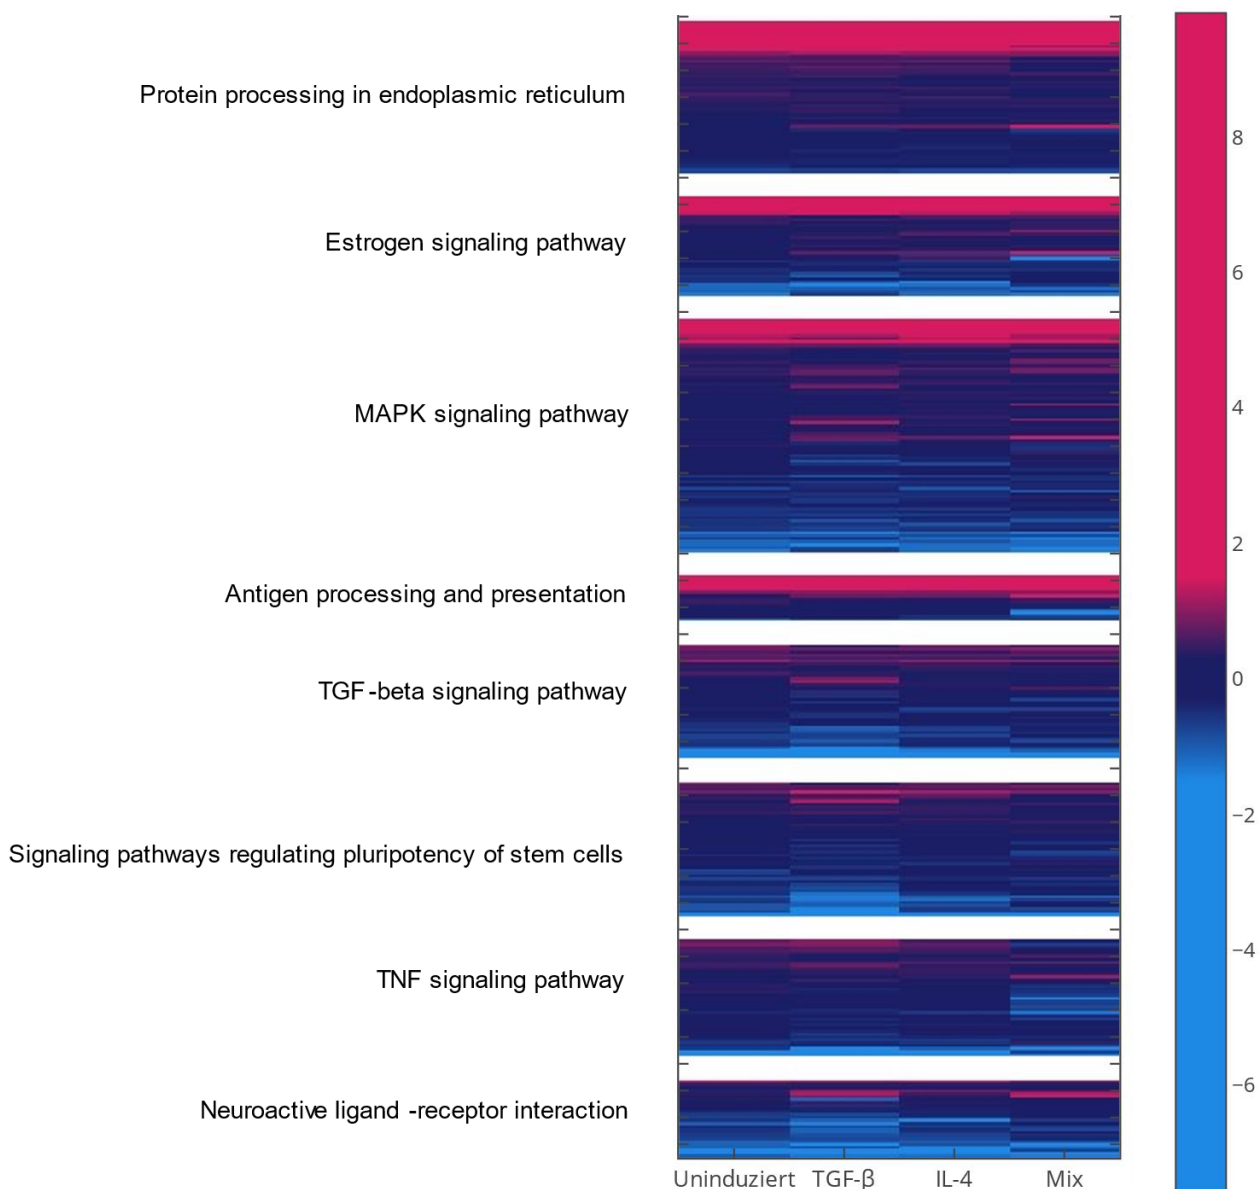 Protein processing in endoplasmic reticulum
Estrogen signaling pathway
MAPK signaling pathway
Antigen processing and presentation
TGF-beta signaling pathway
Signaling pathways regulating pluripotency of stem cells
TNF signaling pathway
Neuroactive ligand -receptor interaction
Uninduziert TGF-β IL-4 Mix
8
6
4
2
0
−2
−4
−6